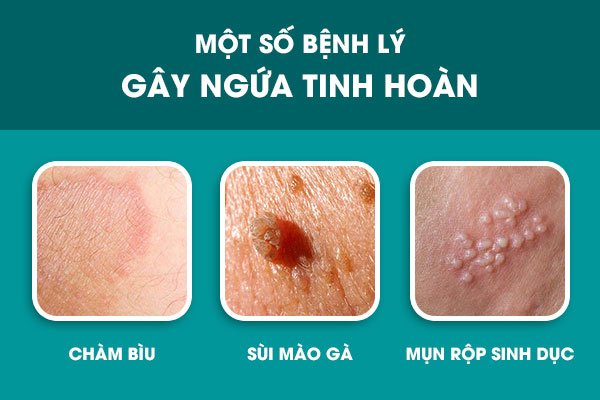 MỘT SỐ BỆNH LÝ
GÂY NGỨA TINH HOÀN
CHÀM BÌU
SÙI MÀO GÀ
MỤN RỘP SINH DỤC